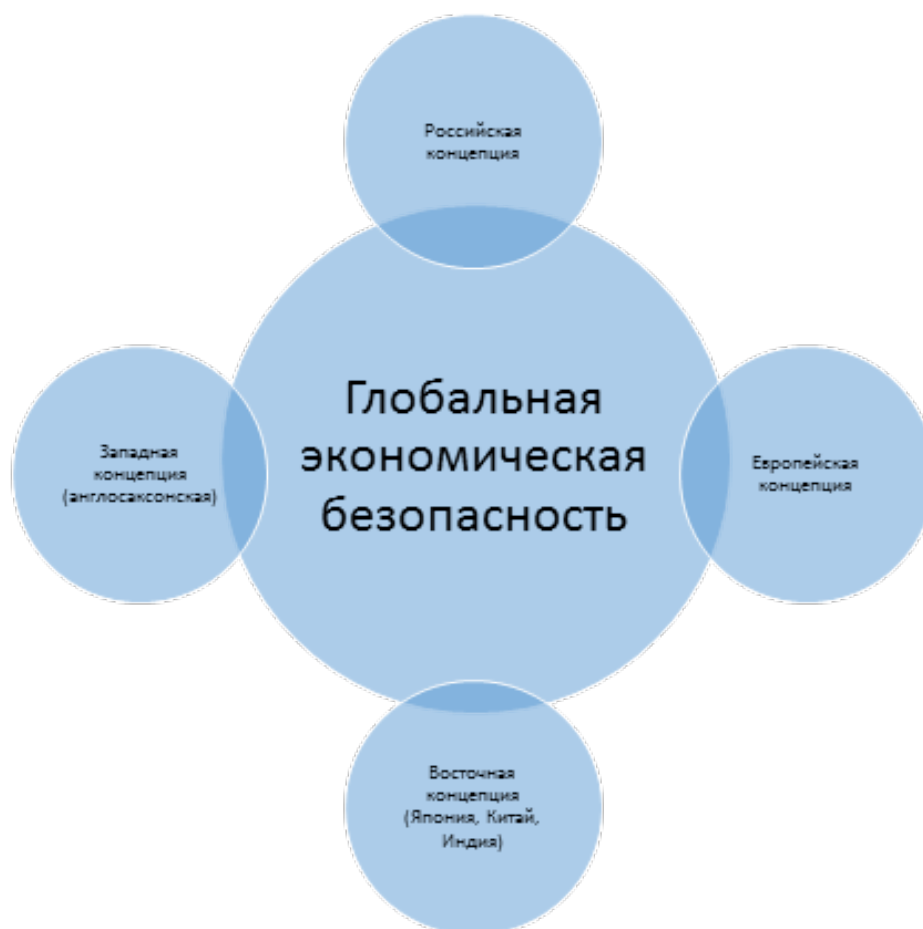 Российская
концепция
Глобальная
экономическая
безопасность
Западная
концепция
(англосаксонская)
Европейская
концепция
Восточная
концепция
(Япония, Китай,
Индия)